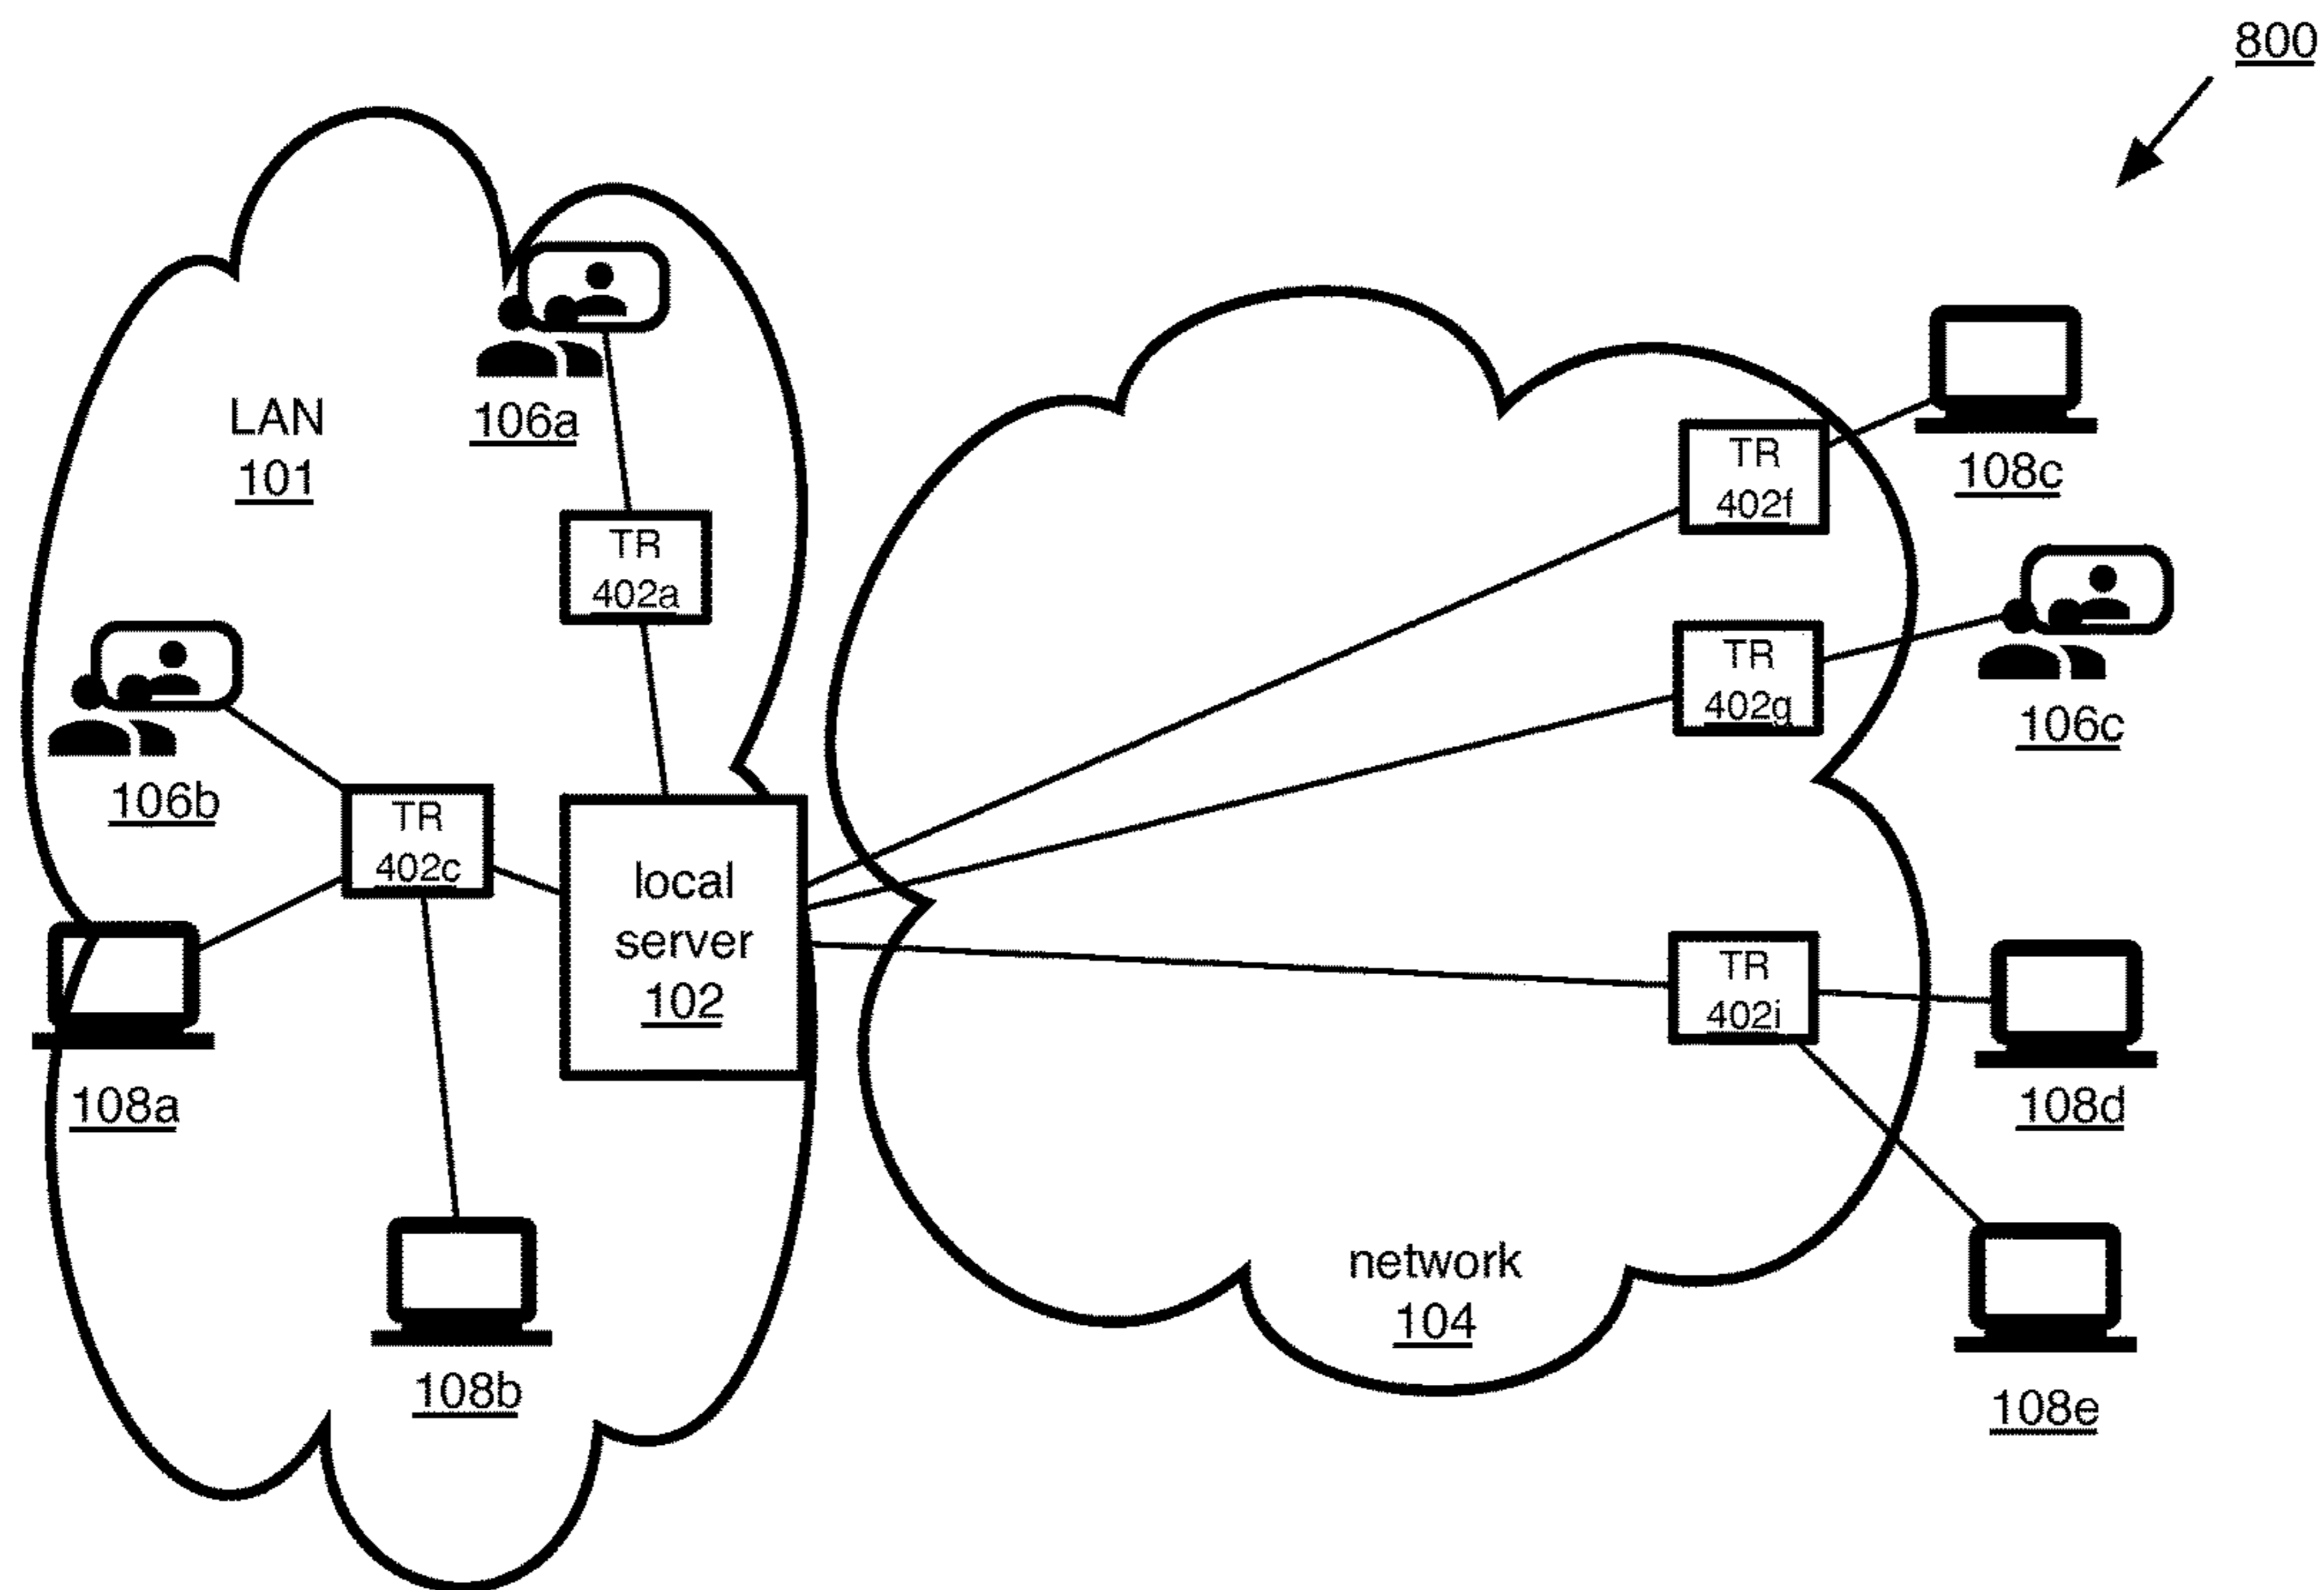 800
LAN
101
106a
TR
402a
106b
TR
402c
local
server
102
108a
108b
TR
402f
108c
TR
402g
106c
TR
402i
108d
108e
network
104